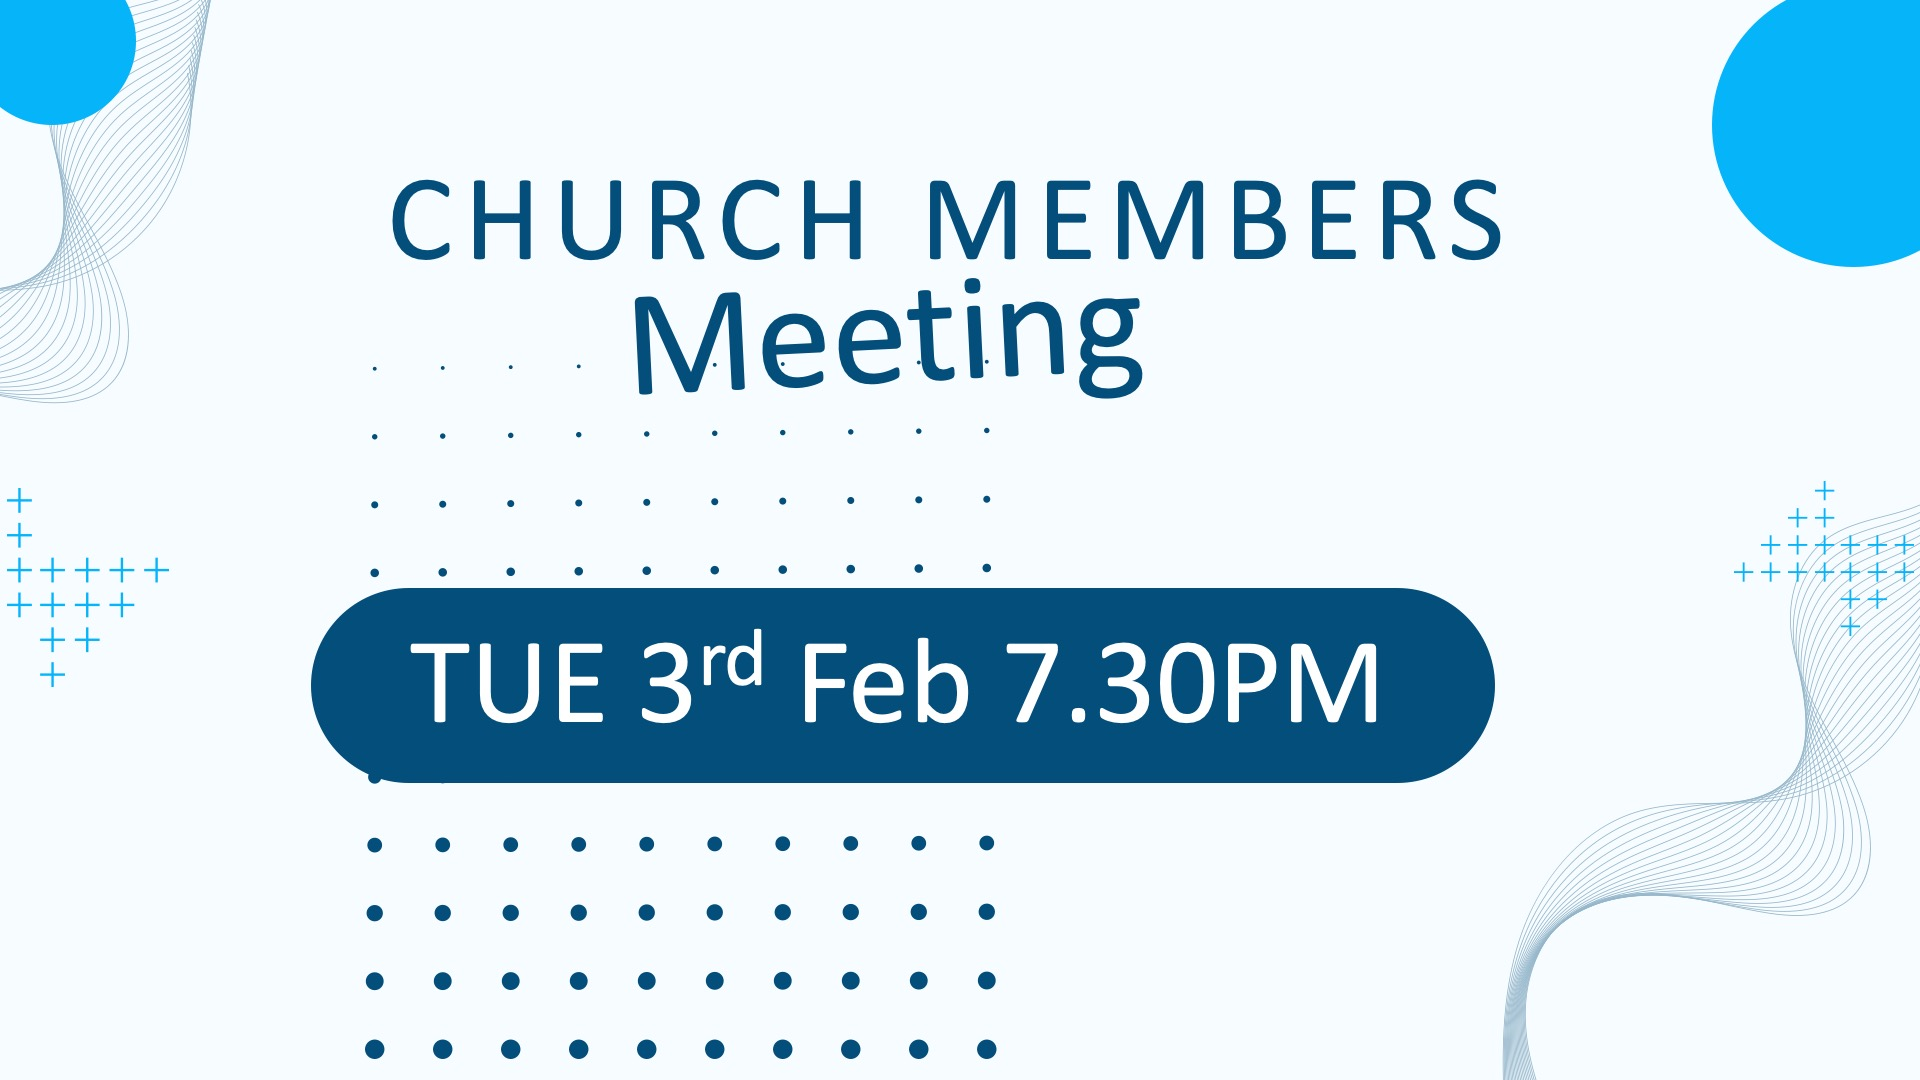 CHURCH MEMBERS
Meeting
TUE 3rd Feb 7.30PM